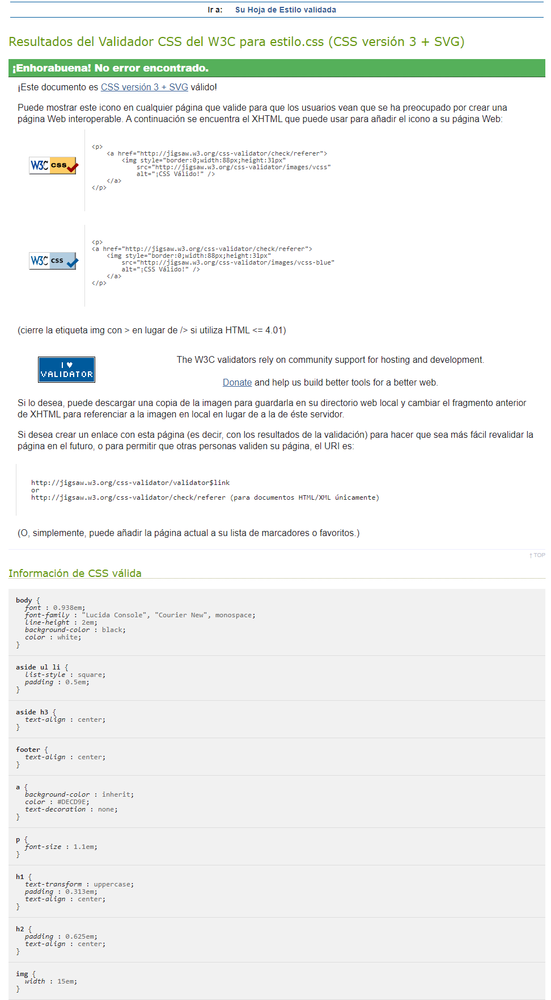 Ir a: Su Hoja de Estilo validada
Resultados del Validador CSS del W3C para estilo.css (CSS versión 3 + SVG)
¡Enhorabuena! No error encontrado.
¡Este documento es CSS versión 3 + SVG válido!
Puede mostrar este icono en cualquier página que valide para que los usuarios vean que se ha preocupado por crear una
página Web interoperable. A continuación se encuentra el XHTML que puede usar para añadir el icono a su página Web:
W3C css
<p>
    <a href="http://jigsaw.w3.org/css-validator/check/referer">
        <img style="border:0;width:88px;height:31px"
            src="http://jigsaw.w3.org/css-validator/images/vcss"
            alt="¡CSS Válido!" />
    </a>
</p>
W3C css
<p>
<a href="http://jigsaw.w3.org/css-validator/check/referer">
    <img style="border:0;width:88px;height:31px"
        src="http://jigsaw.w3.org/css-validator/images/vcss-blue"
        alt="¡CSS Válido!" />
    </a>
</p>
(cierre la etiqueta img con > en lugar de /> si utiliza HTML <= 4.01)
I ♥
VALIDATOR
The W3C validators rely on community support for hosting and development.
Donate and help us build better tools for a better web.
Si lo desea, puede descargar una copia de la imagen para guardarla en su directorio web local y cambiar el fragmento anterior
de XHTML para referenciar a la imagen en local en lugar de a la de éste servidor.
Si desea crear un enlace con esta página (es decir, con los resultados de la validación) para hacer que sea más fácil revalidar la
página en el futuro, o para permitir que otras personas validen su página, el URI es:
http://jigsaw.w3.org/css-validator/validator$link
or
http://jigsaw.w3.org/css-validator/check/referer (para documentos HTML/XML únicamente)
(O, simplemente, puede añadir la página actual a su lista de marcadores o favoritos.)
↑ TOP
Información de CSS válida
body {
  font : 0.938em;
  font-family : "Lucida Console", "Courier New", monospace;
  line-height : 2em;
  background-color : black;
  color : white;
}
aside ul li {
  list-style : square;
  padding : 0.5em;
}
aside h3 {
  text-align : center;
}
footer {
  text-align : center;
}
a {
  background-color : inherit;
  color : #DECD9E;
  text-decoration : none;
}
p {
  font-size : 1.1em;
}
h1 {
  text-transform : uppercase;
  padding : 0.313em;
  text-align : center;
}
h2 {
  padding : 0.625em;
  text-align : center;
}
img {
  width : 15em;
}